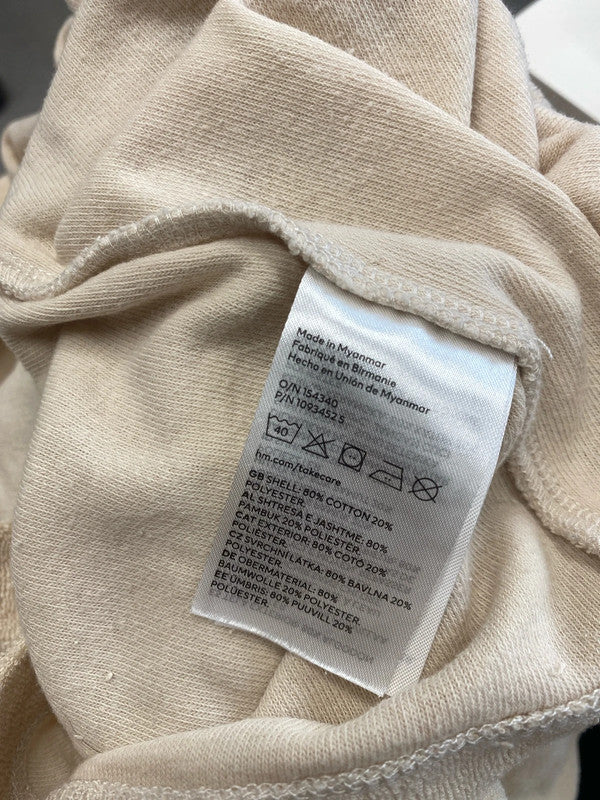 Made in Myanmar
Fabriqué en Birmanie
Hecho en Unión de Myanmar
O/N 154340
P/N 1093452 5
40
hm.com/takecare
GB SHELL: 80% COTTON 20%
POLYESTER.
AL SHTRESA E JASHTME: 80%
PAMBUK 20% POLIESTER.
CAT EXTERIOR: 80% COTÓ 20%
POLIÈSTER.
CZ SVRCHNÍ LÁTKA: 80% BAVLNA 20%
POLYESTER.
DE OBERMATERIAL: 80%
BAUMWOLLE 20% POLYESTER.
EE ÜMBRIS: 80% PUUVILL 20%
POLÜESTER.